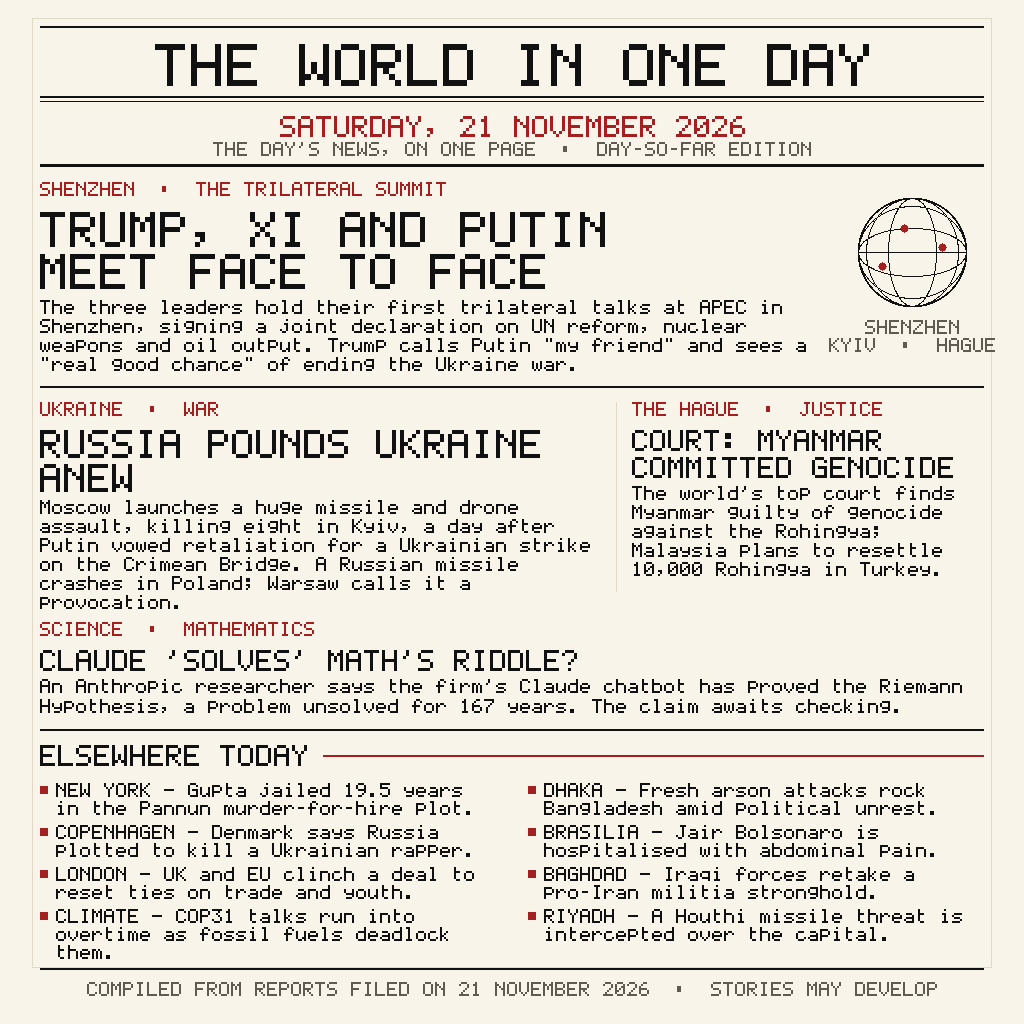 THE WORLD IN ONE DAY
SATURDAY, 21 NOVEMBER 2026
THE DAY'S NEWS, ON ONE PAGE ▪ DAY-SO-FAR EDITION
SHENZHEN ▪ THE TRILATERAL SUMMIT
TRUMP, XI AND PUTIN
MEET FACE TO FACE
The three leaders hold their first trilateral talks at APEC in
Shenzhen, signing a joint declaration on UN reform, nuclear
weapons and oil output. Trump calls Putin "my friend" and sees a
"real good chance" of ending the Ukraine war.
SHENZHEN
KYIV ▪ HAGUE
UKRAINE ▪ WAR
RUSSIA POUNDS UKRAINE
ANEW
Moscow launches a huge missile and drone
assault, killing eight in Kyiv, a day after
Putin vowed retaliation for a Ukrainian strike
on the Crimean Bridge. A Russian missile
crashes in Poland; Warsaw calls it a
provocation.
THE HAGUE ▪ JUSTICE
COURT: MYANMAR
COMMITTED GENOCIDE
The world's top court finds
Myanmar guilty of genocide
against the Rohingya;
Malaysia plans to resettle
10,000 Rohingya in Turkey.
SCIENCE ▪ MATHEMATICS
CLAUDE 'SOLVES' MATH'S RIDDLE?
An Anthropic researcher says the firm's Claude chatbot has proved the Riemann
Hypothesis, a problem unsolved for 167 years. The claim awaits checking.
ELSEWHERE TODAY
▪ NEW YORK — Gupta jailed 19.5 years
in the Pannun murder-for-hire plot.
▪ COPENHAGEN — Denmark says Russia
plotted to kill a Ukrainian rapper.
▪ LONDON — UK and EU clinch a deal to
reset ties on trade and youth.
▪ CLIMATE — COP31 talks run into
overtime as fossil fuels deadlock
them.
▪ DHAKA — Fresh arson attacks rock
Bangladesh amid political unrest.
▪ BRASILIA — Jair Bolsonaro is
hospitalised with abdominal pain.
▪ BAGHDAD — Iraqi forces retake a
pro-Iran militia stronghold.
▪ RIYADH — A Houthi missile threat is
intercepted over the capital.
COMPILED FROM REPORTS FILED ON 21 NOVEMBER 2026 ▪ STORIES MAY DEVELOP